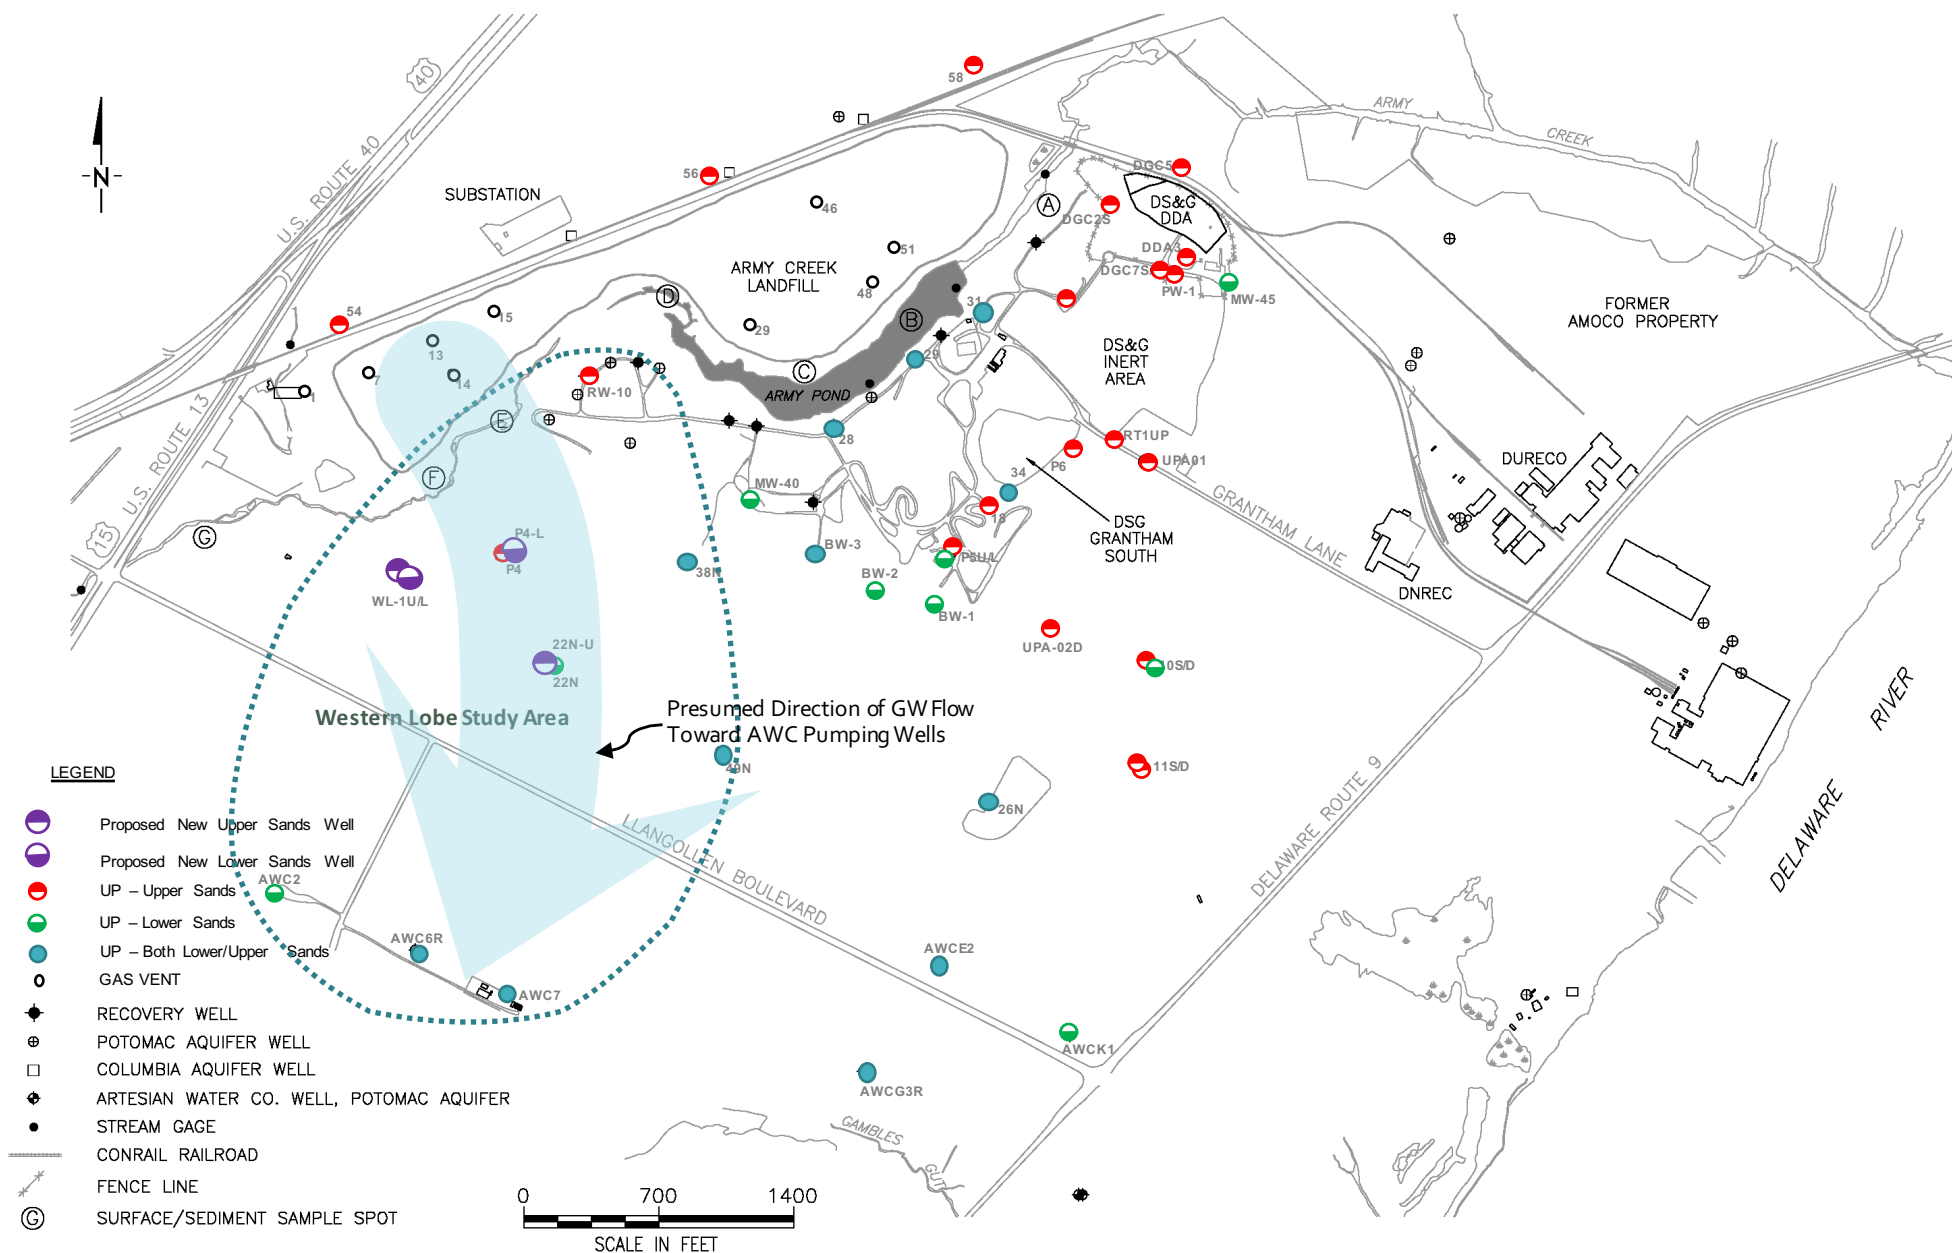 40
U.S. ROUTE 40
58
ARMY
CREEK
-N-
56
SUBSTATION
46
51
48
A
DGC5
DS&G
DDA
DGC2S
DDA3
DGC7S
PW-1
MW-45
ARMY CREEK
LANDFILL
D
31
B
FORMER
AMOCO PROPERTY
54
15
29
29
13
7
14
1
C
ARMY POND
DS&G
INERT
AREA
RW-10
E
28
F
U.S. ROUTE 13
15
G
MW-40
34
P6
RT1UP
UPA01
GRANTHAM LANE
DURECO
18
DSG
GRANTHAM
SOUTH
P4-L
P4
38N
BW-3
BW-2
P5U/L
BW-1
DNREC
WL-1U/L
22N-U
22N
UPA-02D
10S/D
Western Lobe Study Area
Presumed Direction of GW Flow
Toward AWC Pumping Wells
49N
11S/D
26N
DELAWARE RIVER
DELAWARE ROUTE 9
LLANGOLLEN BOULEVARD
AWC2
AWC6R
AWC7
AWCE2
AWCK1
AWCG3R
GAMBLES
GUT
LEGEND
Proposed New Upper Sands Well
Proposed New Lower Sands Well
UP – Upper Sands
UP – Lower Sands
UP – Both Lower/Upper Sands
GAS VENT
RECOVERY WELL
POTOMAC AQUIFER WELL
COLUMBIA AQUIFER WELL
ARTESIAN WATER CO. WELL, POTOMAC AQUIFER
STREAM GAGE
CONRAIL RAILROAD
FENCE LINE
G SURFACE/SEDIMENT SAMPLE SPOT
0 700 1400
SCALE IN FEET